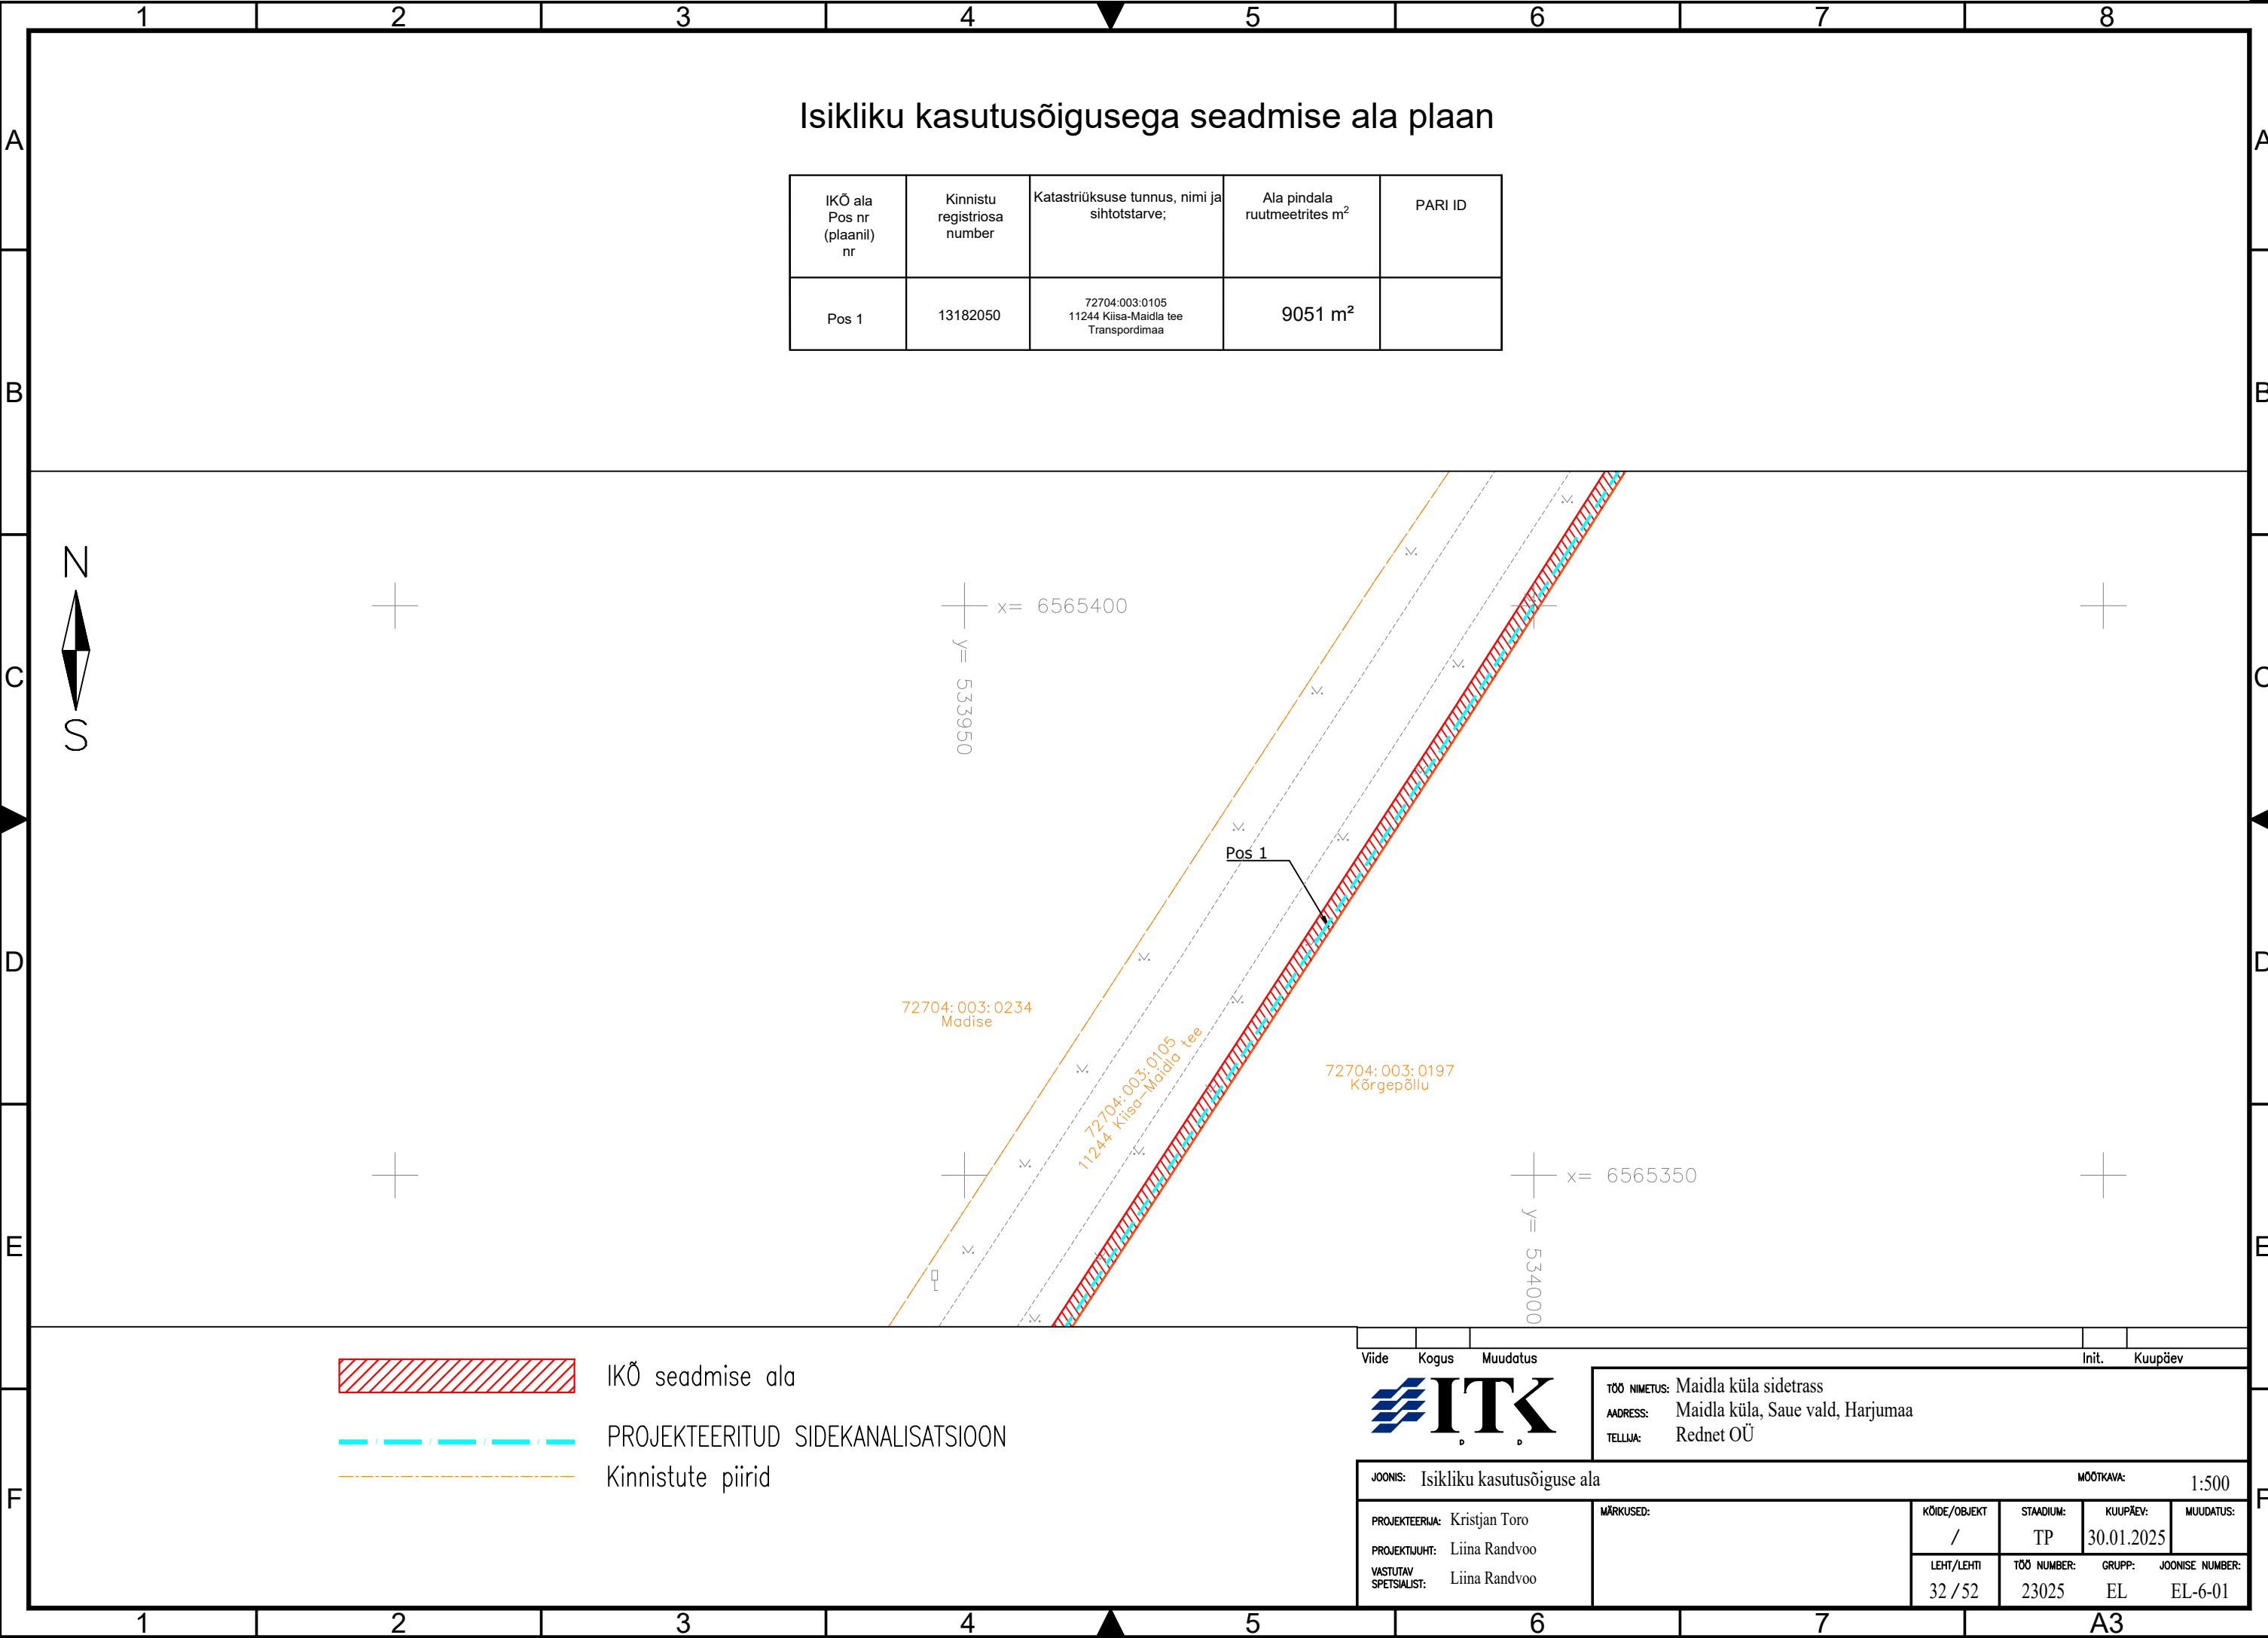 1 2 3 4 5 6 7 8
A A
B B
C C
D D
E E
F F
Isikliku kasutusõigusega seadmise ala plaan
IKÕ ala
Pos nr
(plaanil)
nr
Kinnistu
registriosa
number
Katastriüksuse tunnus, nimi ja
sihtotstarve;
Ala pindala
ruutmeetrites m²
PARI ID
Pos 1
13182050
72704:003:0105
11244 Kiisa-Maidla tee
Transpordimaa
9051 m²
N
S
x= 6565400
y= 533950
Pos 1
72704:003:0234
Madise
72704:003:0105
11244 Kiisa-Maidla tee
72704:003:0197
Kõrgepõllu
x= 6565350
y= 534000
IKÕ seadmise ala
PROJEKTEERITUD SIDEKANALISATSIOON
Kinnistute piirid
Viide Kogus Muudatus Init. Kuupäev
ITK
D D
TÖÖ NIMETUS: Maidla küla sidetrass
AADRESS: Maidla küla, Saue vald, Harjumaa
TELLIJA: Rednet OÜ
JOONIS: Isikliku kasutusõiguse ala
MÕÕTKAVA: 1:500
PROJEKTEERIJA: Kristjan Toro
PROJEKTIJUHT: Liina Randvoo
VASTUTAV
SPETSIALIST: Liina Randvoo
MÄRKUSED:
KÖIDE/OBJEKT STAADIUM: KUUPÄEV: MUUDATUS:
/ TP 30.01.2025
LEHT/LEHTI TÖÖ NUMBER: GRUPP: JOONISE NUMBER:
32 / 52 23025 EL EL-6-01
1 2 3 4 5 6 7 A3